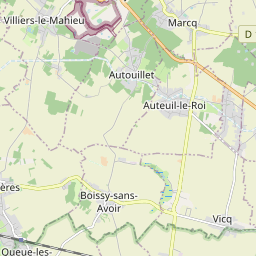 Villiers-le-Mahieu
Marcq
D
Autouillet
Auteuil-le-Roi
ères
Boissy-sans-
Avoir
Vicq
Queue-les-